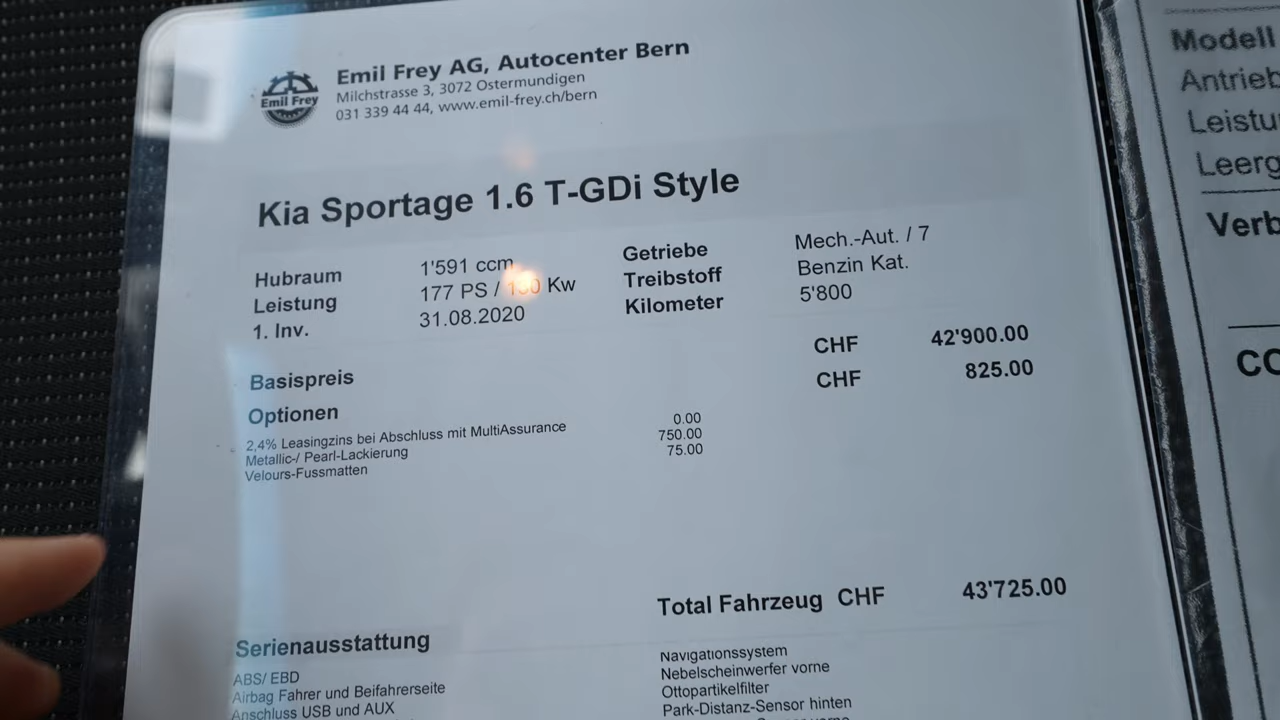 Emil Frey
Emil Frey AG, Autocenter Bern
Milchstrasse 3, 3072 Ostermundigen
031 339 44 44, www.emil-frey.ch/bern
Kia Sportage 1.6 T-GDi Style
Hubraum 1'591 ccm Getriebe Mech.-Aut. / 7
Leistung 177 PS / Kw Treibstoff Benzin Kat.
1. Inv. 31.08.2020 Kilometer 5'800
Basispreis CHF 42'900.00
Optionen CHF 825.00
2,4% Leasingzins bei Abschluss mit MultiAssurance 0.00
Metallic-/ Pearl-Lackierung 750.00
Velours-Fussmatten 75.00
Total Fahrzeug CHF 43'725.00
Serienausstattung
ABS/ EBD
Airbag Fahrer und Beifahrerseite
Anschluss USB und AUX
Navigationssystem
Nebelscheinwerfer vorne
Ottopartikelfilter
Park-Distanz-Sensor hinten
Modell
Antrieb
Leistu
Leerg
Verb
CO